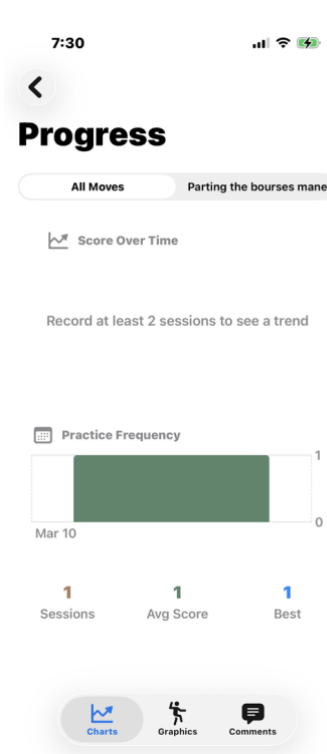 7:30
Progress
All Moves
Parting the bourses mane
Score Over Time
Record at least 2 sessions to see a trend
Practice Frequency
1
0
Mar 10
1 1 1
Sessions Avg Score Best
Charts Graphics Comments